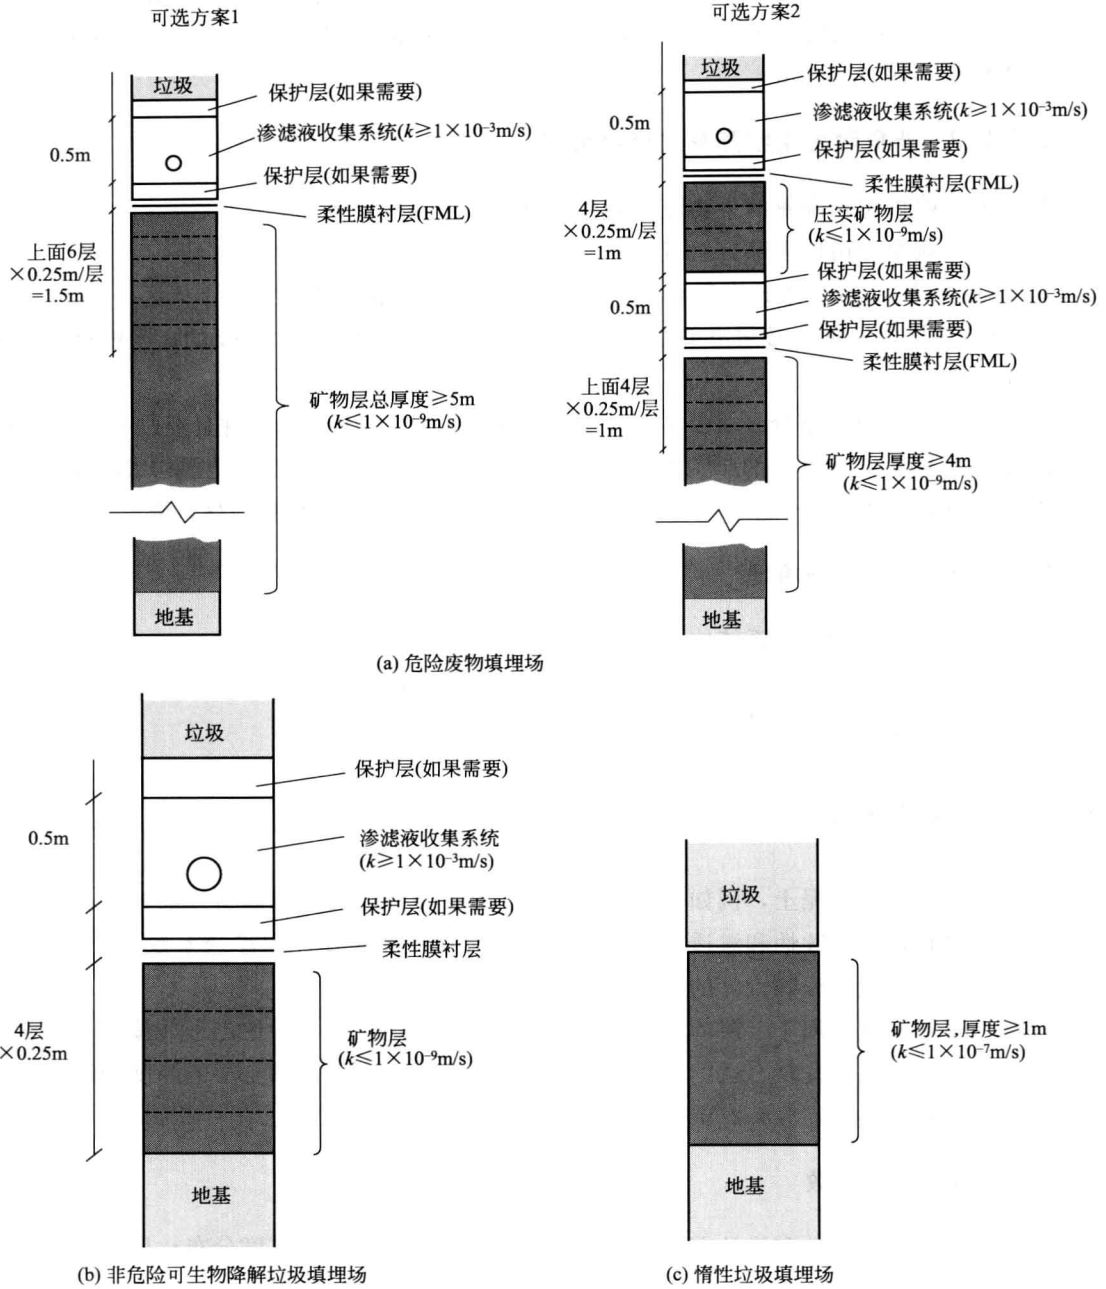 可选方案1
垃圾
保护层(如果需要)
渗滤液收集系统(k≥1×10⁻³m/s)
0.5m
保护层(如果需要)
柔性膜衬层(FML)
上面6层
×0.25m/层
=1.5m
矿物层总厚度≥5m
(k≤1×10⁻⁹m/s)
地基
可选方案2
垃圾
保护层(如果需要)
渗滤液收集系统(k≥1×10⁻³m/s)
0.5m
保护层(如果需要)
柔性膜衬层(FML)
4层
×0.25m/层
=1m
压实矿物层
(k≤1×10⁻⁹m/s)
保护层(如果需要)
渗滤液收集系统(k≥1×10⁻³m/s)
0.5m
保护层(如果需要)
柔性膜衬层(FML)
上面4层
×0.25m/层
=1m
矿物层厚度≥4m
(k≤1×10⁻⁹m/s)
地基
(a) 危险废物填埋场
垃圾
保护层(如果需要)
0.5m
渗滤液收集系统
(k≥1×10⁻³m/s)
保护层(如果需要)
柔性膜衬层
4层
×0.25m
矿物层
(k≤1×10⁻⁹m/s)
地基
(b) 非危险可生物降解垃圾填埋场
垃圾
矿物层,厚度≥1m
(k≤1×10⁻⁷m/s)
地基
(c) 惰性垃圾填埋场